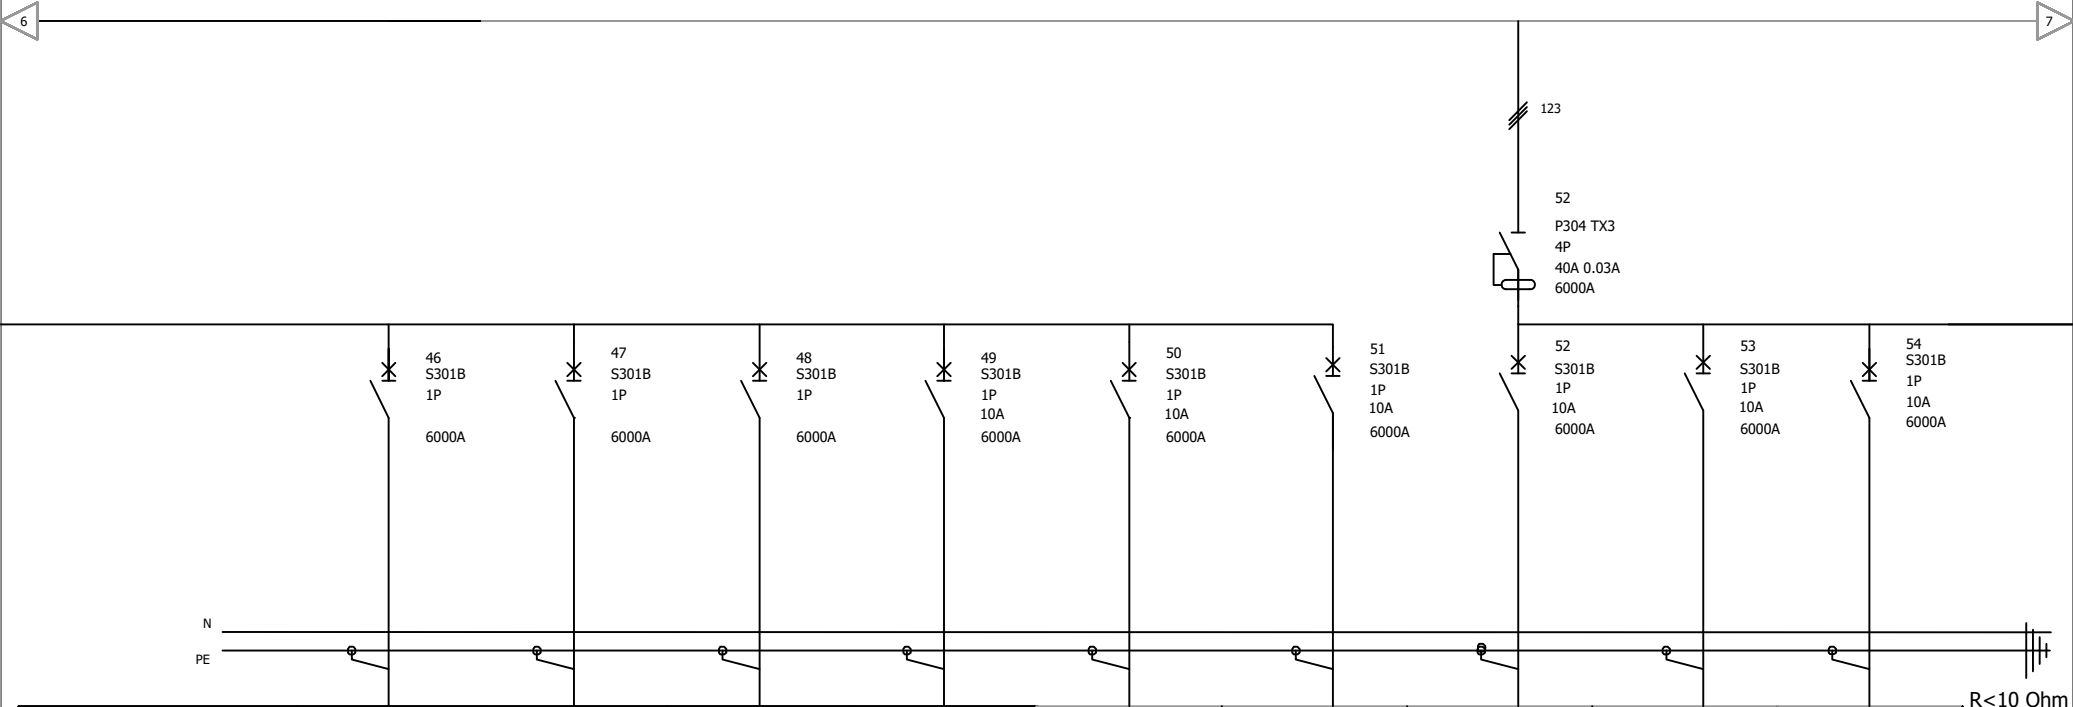 6
7
123
52
P304 TX3
4P
40A 0.03A
6000A
46
S301B
1P
6000A
47
S301B
1P
6000A
48
S301B
1P
6000A
49
S301B
1P
10A
6000A
50
S301B
1P
10A
6000A
51
S301B
1P
10A
6000A
52
S301B
1P
10A
6000A
53
S301B
1P
10A
6000A
54
S301B
1P
10A
6000A
N
PE
R<10 Ohm